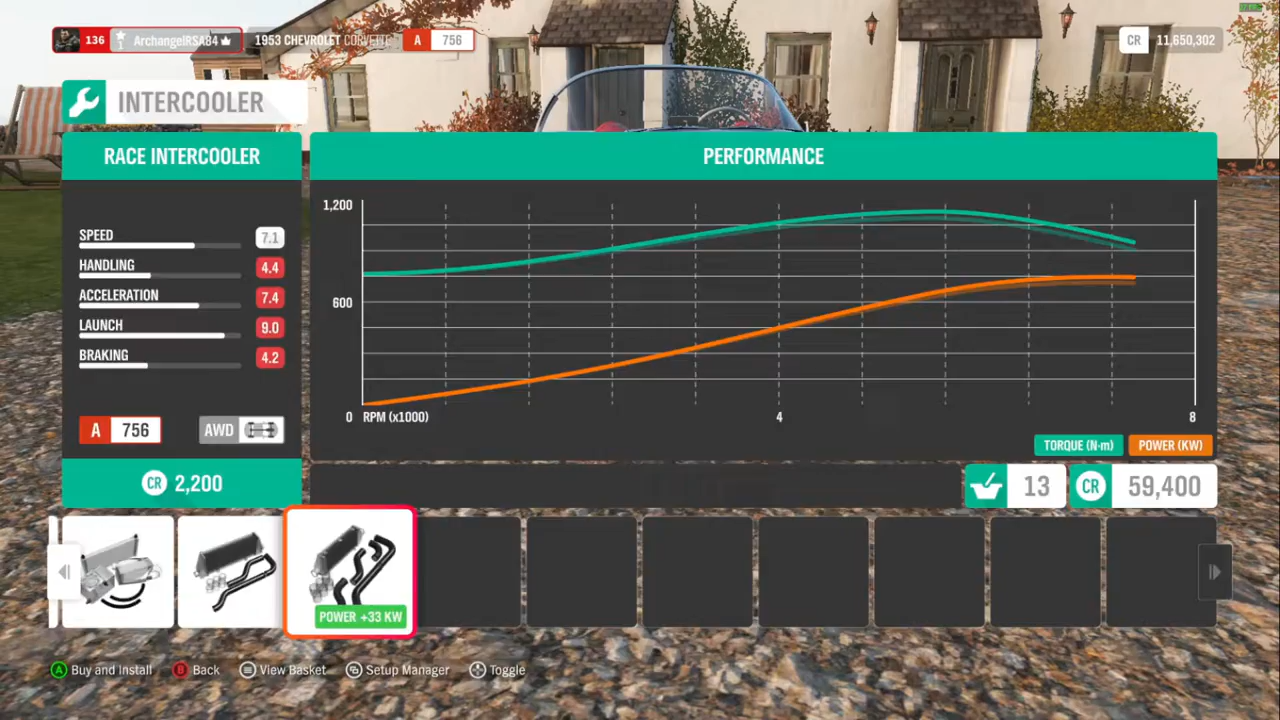 136 ArchangelRSA84 1953 CHEVROLET CORVETTE A 756
CR 11,650,302
INTERCOOLER
RACE INTERCOOLER
PERFORMANCE
SPEED 7.1
HANDLING 4.4
ACCELERATION 7.4
LAUNCH 9.0
BRAKING 4.2
A 756 AWD
CR 2,200
1,200
600
0 RPM (x1000) 4 8
TORQUE (N·m) POWER (KW)
13 CR 59,400
POWER +33 KW
A Buy and Install B Back View Basket Setup Manager Toggle